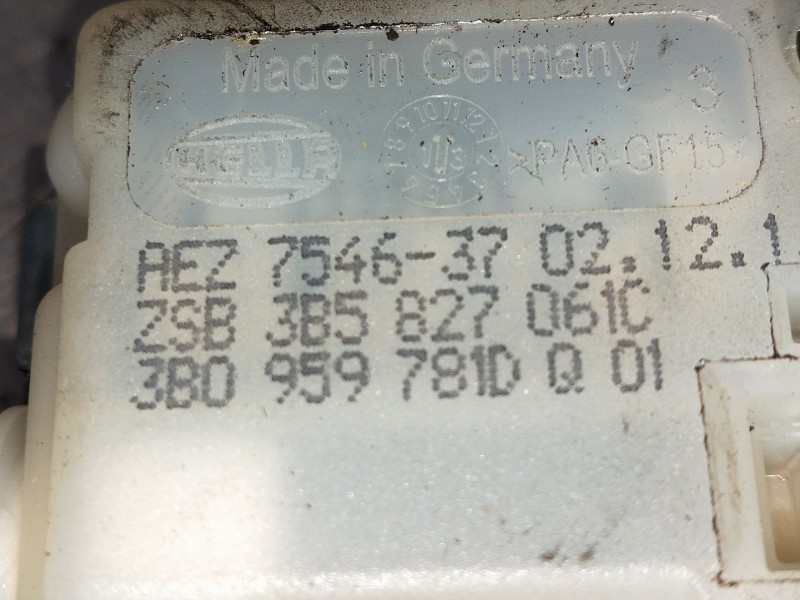 Made in Germany
3
HELLA
>PA6-GF15
AEZ 7546-37 02.12.1
ZSB 3B5 827 061C
3B0 959 781D Q 01